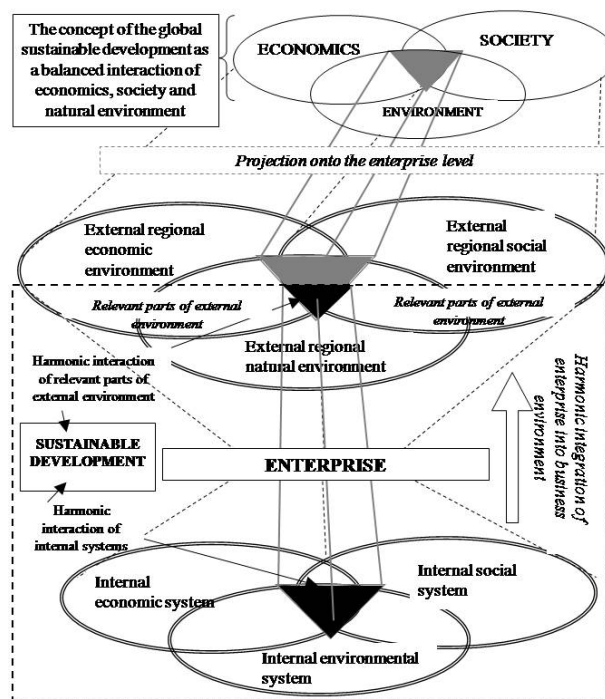 The concept of the global
sustainable development as
a balanced interaction of
economics, society and
natural environment
ECONOMICS
SOCIETY
ENVIRONMENT
Projection onto the enterprise level
External regional
economic
environment
External
regional social
environment
Relevant parts of external
environment
Relevant parts of external
environment
External regional
natural environment
Harmonic interaction
of relevant parts of
external environment
SUSTAINABLE
DEVELOPMENT
ENTERPRISE
Harmonic integration of
enterprise into business
environment
Harmonic
interaction of
internal systems
Internal
economic system
Internal social
system
Internal environmental
system